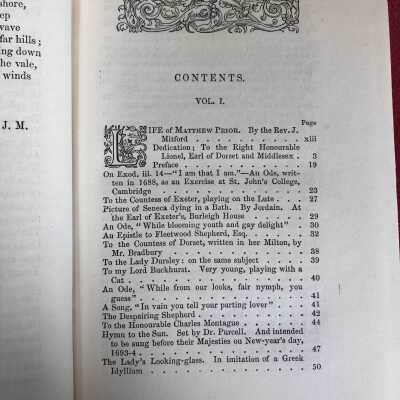 shore,
ep
wave
far hills;
ing down
the vale,
winds
J. M.
CONTENTS.
VOL. I.
Page
LIFE of MATTHEW PRIOR. By the REV. J.
Mitford . . . . . . . . . . . xiii
Dedication; To the Right Honourable
Lionel, Earl of Dorset and Middlesex . 3
Preface . . . . . . . . . . . 19
On Exod. iii. 14—"I am that I am."—An Ode, writ-
ten in 1688, as an Exercise at St. John's College,
Cambridge . . . . . . . . . . . 23
To the Countess of Exeter, playing on the Lute . . 27
Picture of Seneca dying in a Bath. By Jordain. At
the Earl of Exeter's, Burleigh House . . . . . 29
An Ode, "While blooming youth and gay delight" . 30
An Epistle to Fleetwood Shepherd, Esq. . . . . 32
To the Countess of Dorset, written in her Milton, by
Mr. Bradbury . . . . . . . . . . . 38
To the Lady Dursley: on the same subject . . . . 39
To my Lord Buckhurst. Very young, playing with a
Cat . . . . . . . . . . . 40
An Ode, "While from our looks, fair nymph, you
guess" . . . . . . . . . . . 41
A Song, "In vain you tell your parting lover" . . . 41
The Despairing Shepherd . . . . . . . . 42
To the Honourable Charles Montague . . . . . 44
Hymn to the Sun. Set by Dr. Purcell. And intended
to be sung before their Majesties on New-year's day,
1693-4 . . . . . . . . . . . 47
The Lady's Looking-glass. In imitation of a Greek
Idyllium . . . . . . . . . . . 50